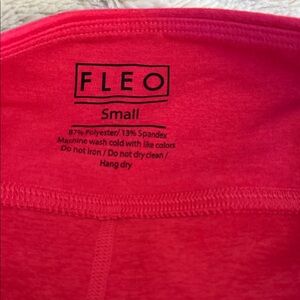 FLEO
Small
87% Polyester/ 13% Spandex
Machine wash cold with like colors
Do not iron / Do not dry clean /
Hang dry